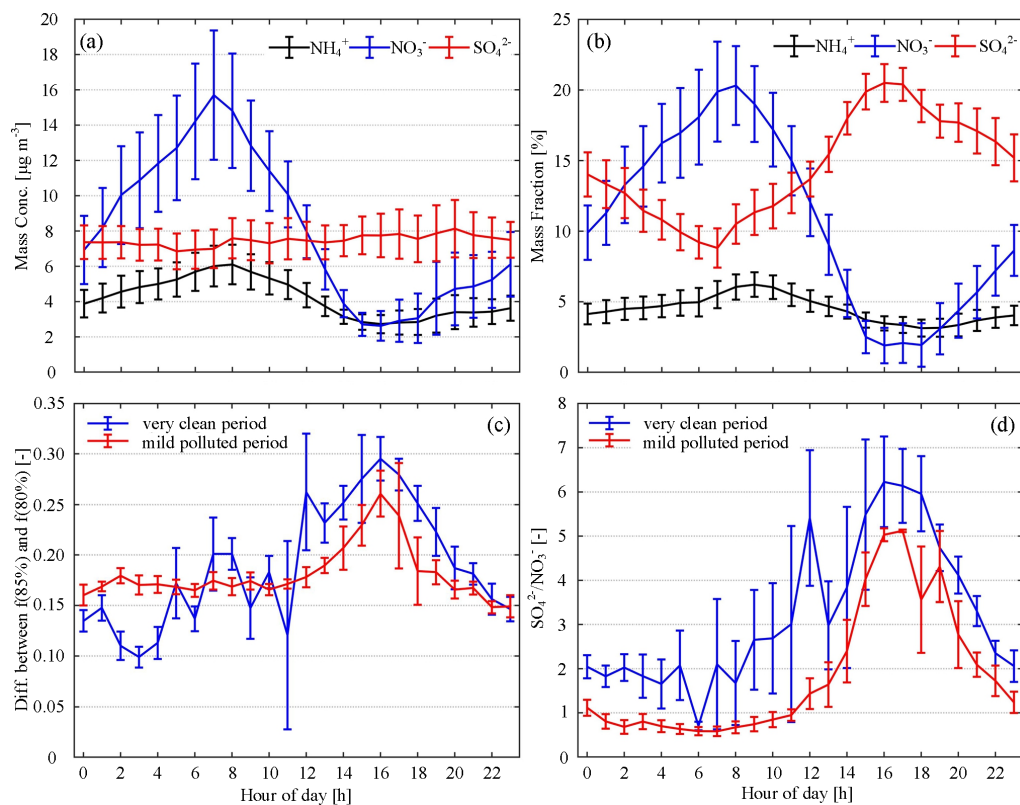 20
18
16
14
12
10
8
6
4
2
0
Mass Conc. [µg m⁻³]
(a)
NH₄⁺ NO₃⁻ SO₄²⁻
25
20
15
10
5
0
Mass Fraction [%]
(b)
NH₄⁺ NO₃⁻ SO₄²⁻
0.35
0.30
0.25
0.20
0.15
0.10
0.05
0.00
Diff. between f(85%) and f(80%) [-]
very clean period
mild polluted period
(c)
0 2 4 6 8 10 12 14 16 18 20 22
Hour of day [h]
8
7
6
5
4
3
2
1
0
SO₄²⁻/NO₃⁻ [-]
very clean period
mild polluted period
(d)
0 2 4 6 8 10 12 14 16 18 20 22
Hour of day [h]